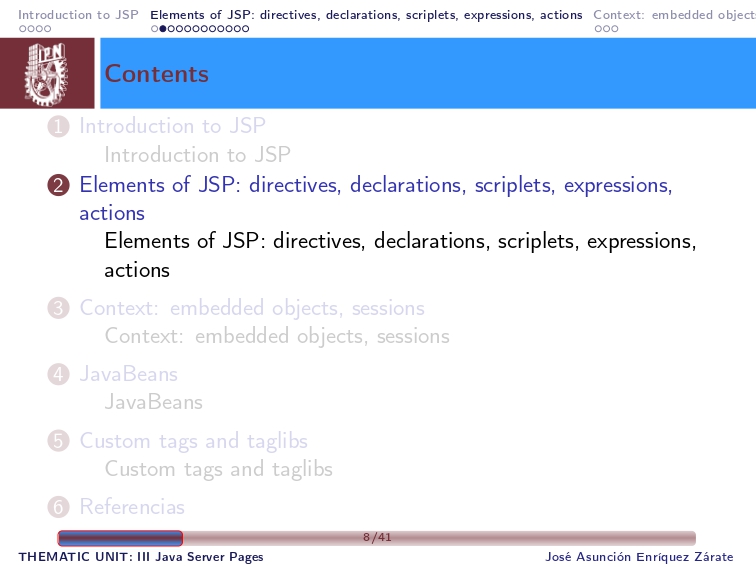 Introduction to JSP Elements of JSP: directives, declarations, scriplets, expressions, actions Context: embedded object
IPN
Contents
1 Introduction to JSP
Introduction to JSP
2 Elements of JSP: directives, declarations, scriplets, expressions,
actions
Elements of JSP: directives, declarations, scriplets, expressions,
actions
3 Context: embedded objects, sessions
Context: embedded objects, sessions
4 JavaBeans
JavaBeans
5 Custom tags and taglibs
Custom tags and taglibs
6 Referencias
8/41
THEMATIC UNIT: III Java Server Pages José Asunción Enríquez Zárate